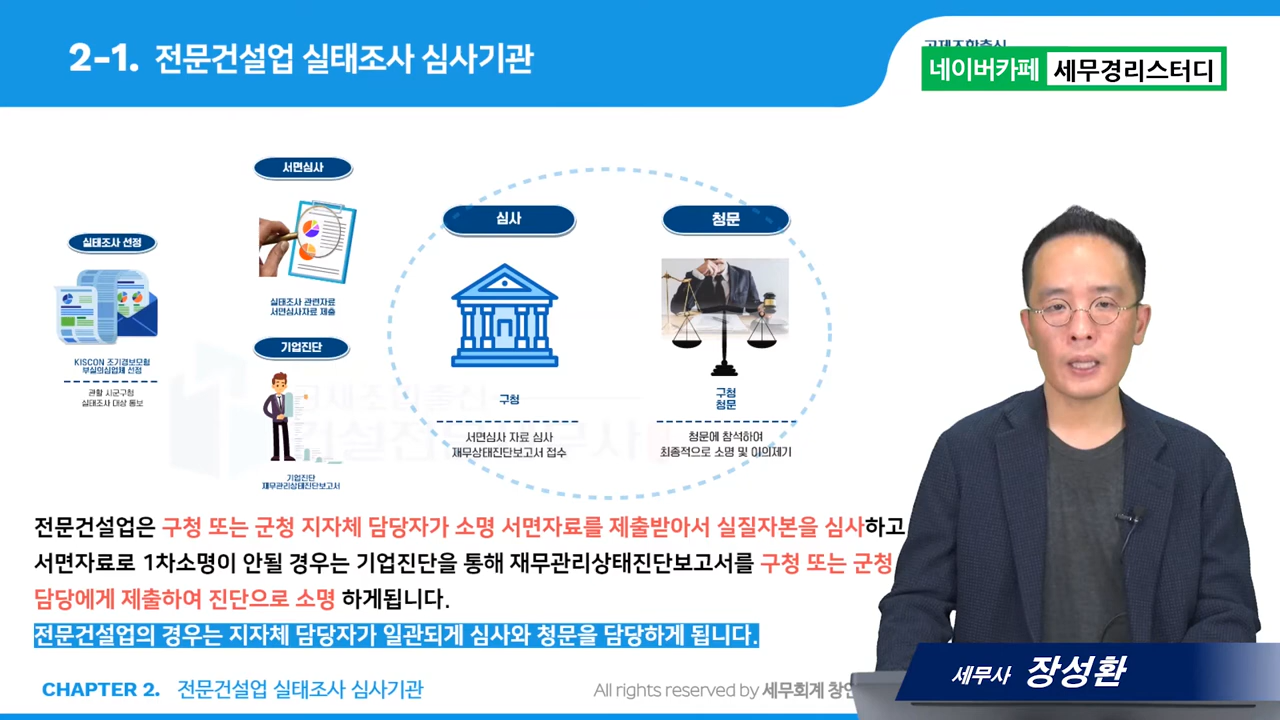 2-1. 전문건설업 실태조사 심사기관
공제조합출신
네이버카페 세무경리스터디
서면심사
실태조사 관련자료
서면심사자료 제출
실태조사 선정
KISCON 조기경보모형
부실의심업체 선정
관할 시군구청
실태조사 대상 통보
기업진단
기업진단
재무관리상태진단보고서
심사
구청
서면심사 자료 심사
재무상태진단보고서 접수
청문
구청
청문
청문에 참석하여
최종적으로 소명 및 이의제기
공제조합출신
전문건설업은 구청 또는 군청 지자체 담당자가 소명 서면자료를 제출받아서 실질자본을 심사하고
서면자료로 1차소명이 안될 경우는 기업진단을 통해 재무관리상태진단보고서를 구청 또는 군청
담당에게 제출하여 진단으로 소명 하게됩니다.
전문건설업의 경우는 지자체 담당자가 일관되게 심사와 청문을 담당하게 됩니다.
세무사 장성환
CHAPTER 2. 전문건설업 실태조사 심사기관
All rights reserved by 세무회계 창연